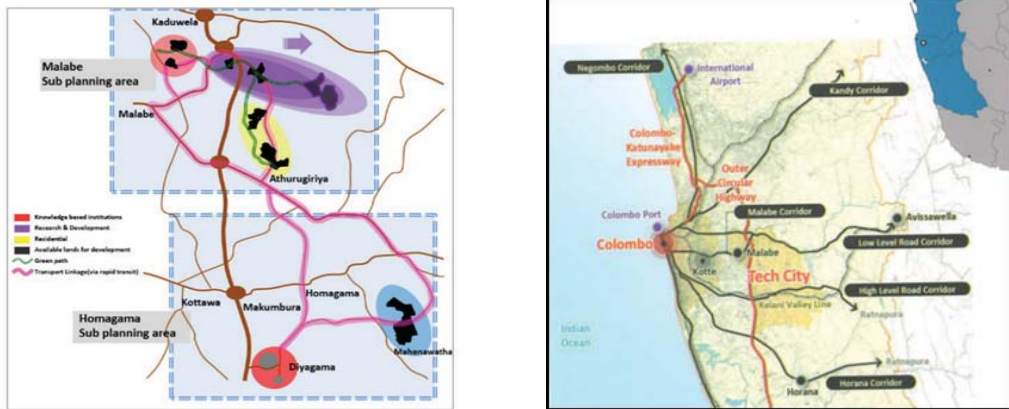 Kaduwela
Malabe
Sub planning area
Malabe
Athurugiriya
Knowledge based institutions
Research & Development
Residential
Available lands for development
Green path
Transport Linkage(via rapid transit)
Kottawa
Makumbura
Homagama
Homagama
Sub planning area
Mahenawatha
Diyagama
Negombo Corridor
International
Airport
Kandy Corridor
Colombo-
Katunayake
Expressway
Outer
Circular
Highway
Colombo Port
Malabe Corridor
Avissawella
Colombo
Malabe
Low Level Road Corridor
Kotte
Tech City
High Level Road Corridor
Kelani Valley Line
Ratnapura
Indian
Ocean
Ratnapura
Horana
Horana Corridor